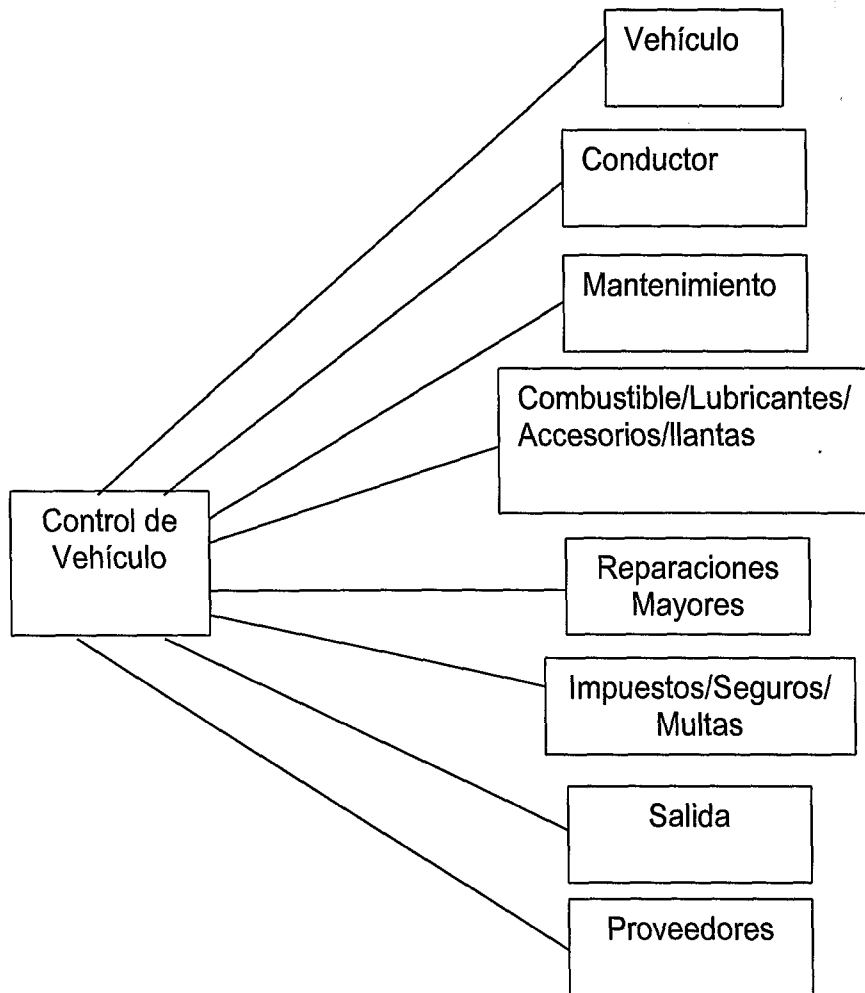 Vehículo
Conductor
Mantenimiento
Combustible/Lubricantes/
Accesorios/llantas
Control de
Vehículo
Reparaciones
Mayores
Impuestos/Seguros/
Multas
Salida
Proveedores